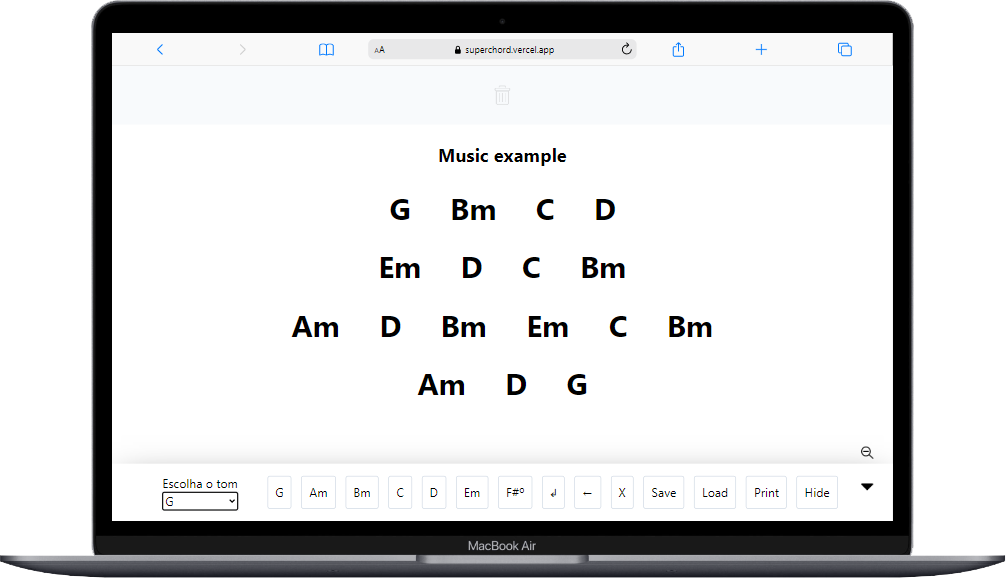 AA superchord.vercel.app
Music example
G Bm C D
Em D C Bm
Am D Bm Em C Bm
Am D G
Escolha o tom
G
G Am Bm C D Em F#º ↲ ← X Save Load Print Hide
MacBook Air